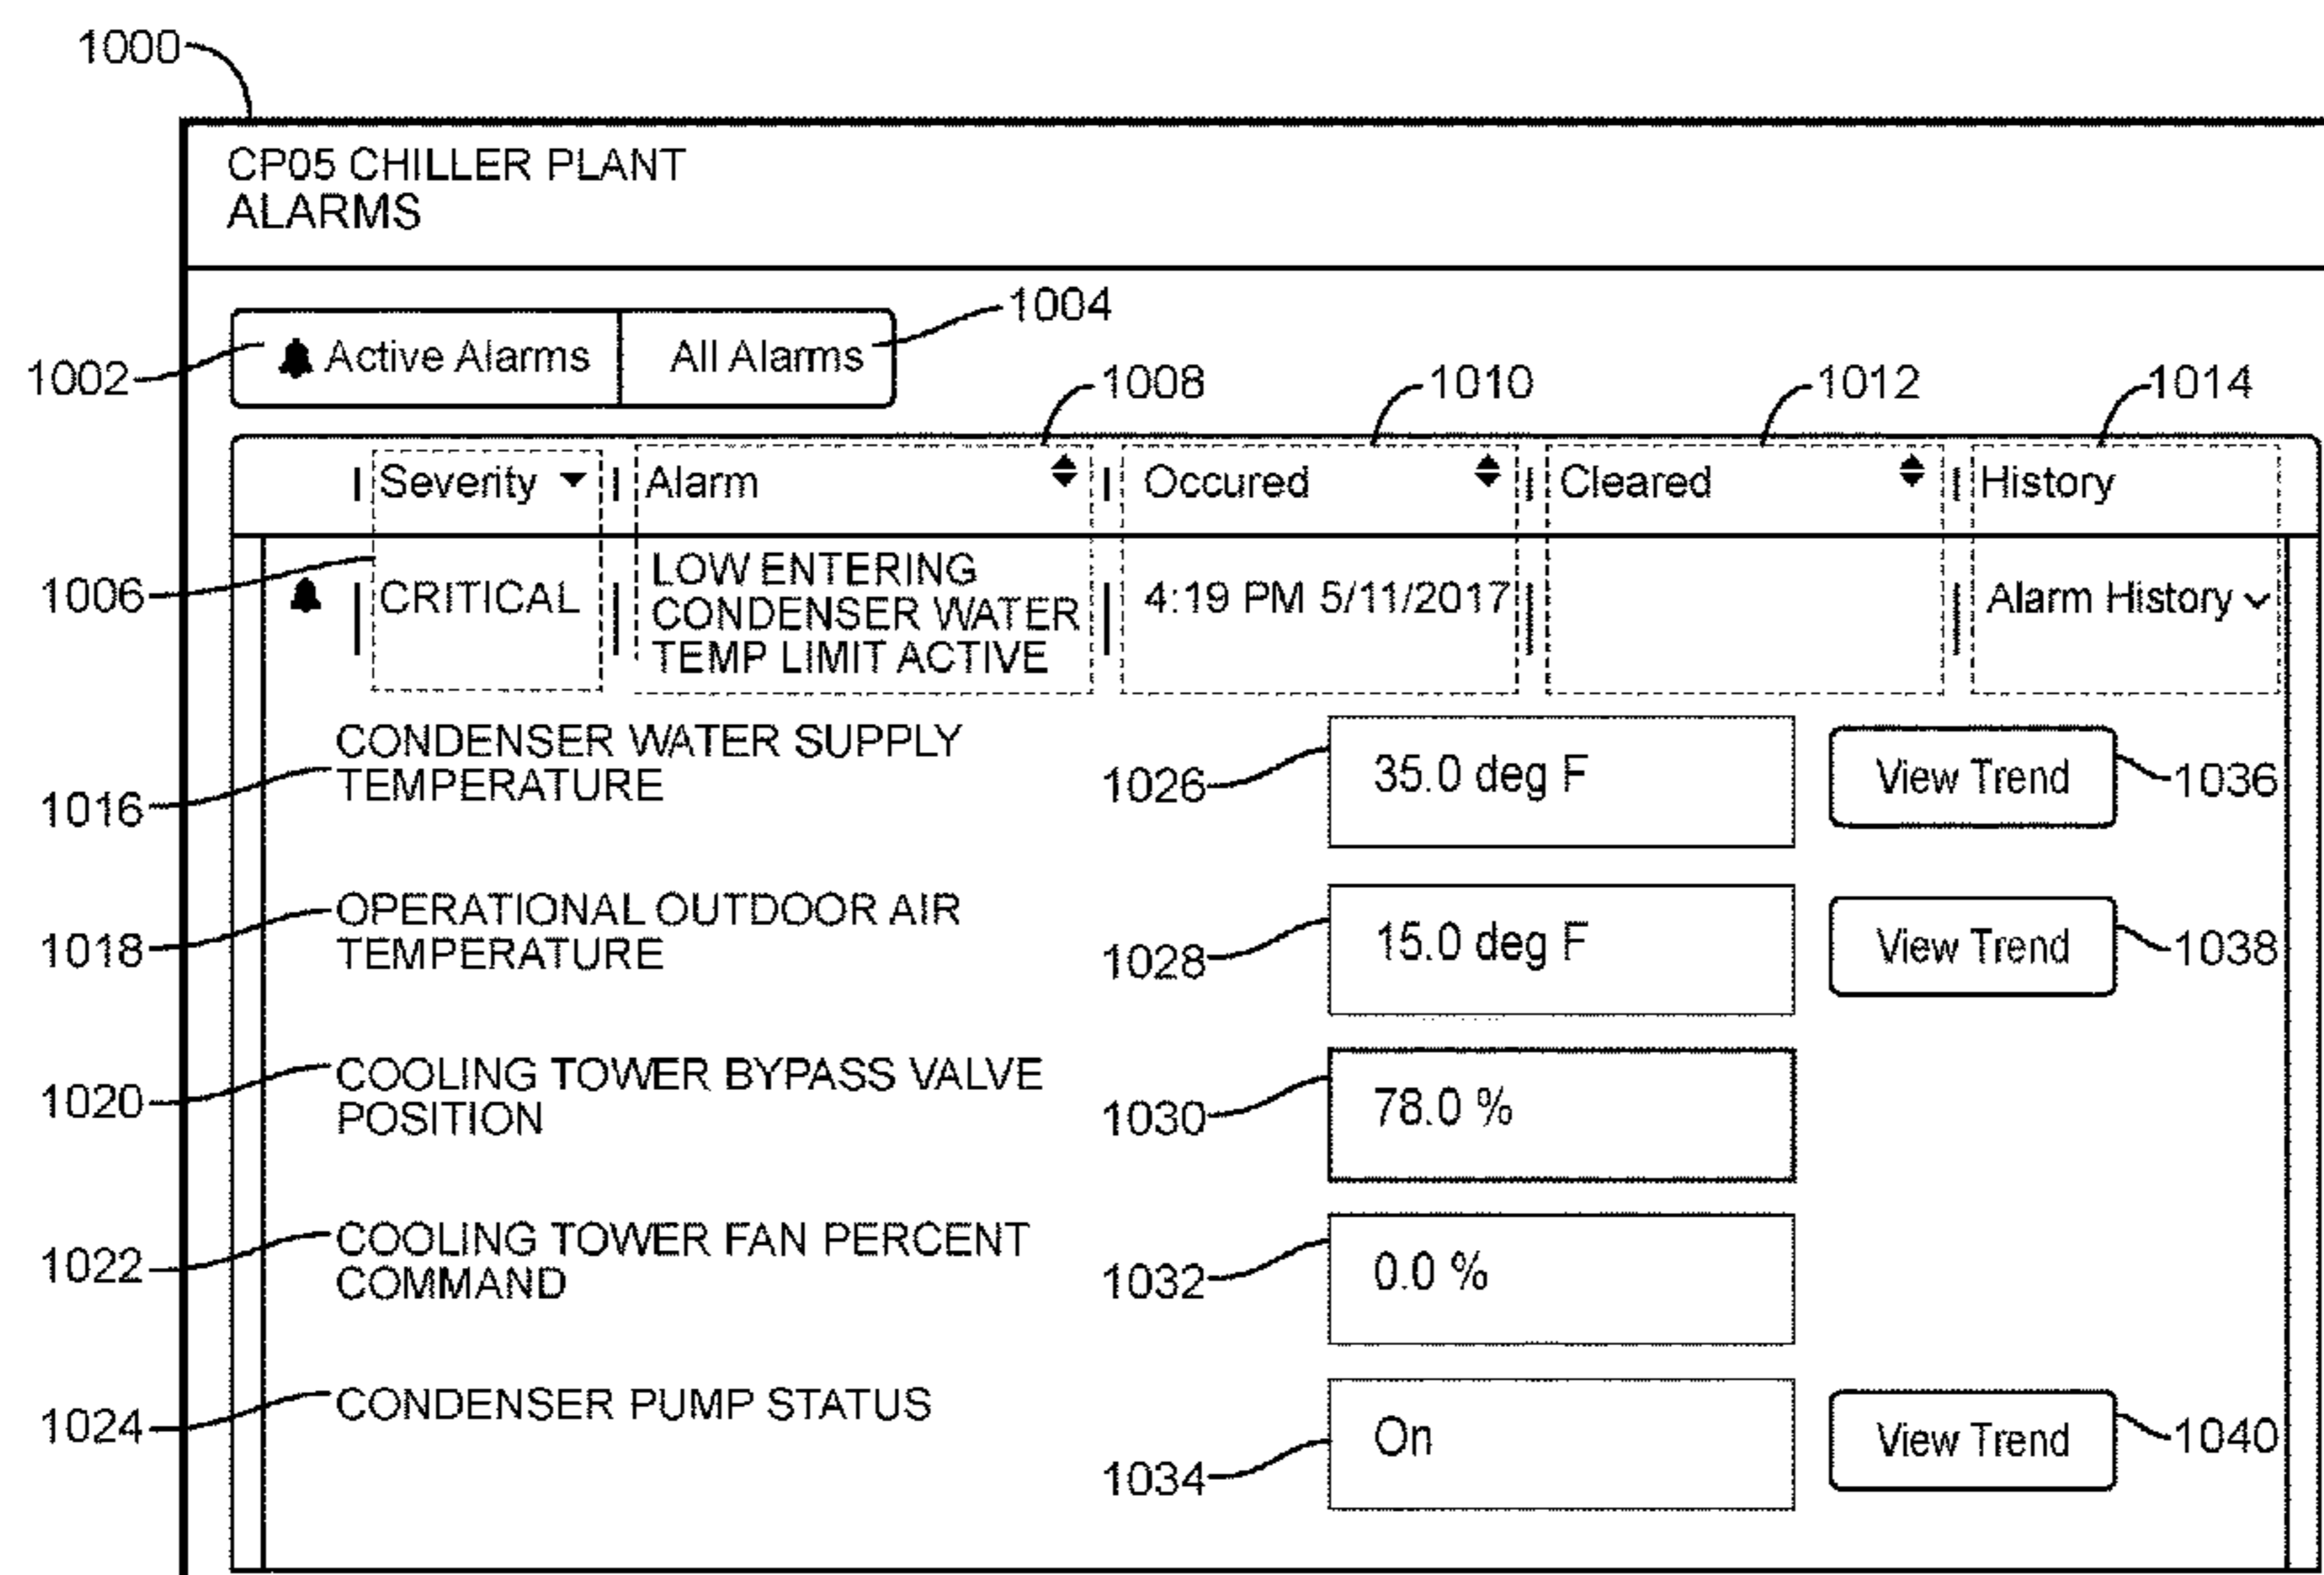 1000
CP05 CHILLER PLANT
ALARMS
1004
1002
Active Alarms
All Alarms
1008
1010
1012
1014
Severity
Alarm
Occured
Cleared
History
1006
CRITICAL
LOW ENTERING
CONDENSER WATER
TEMP LIMIT ACTIVE
4:19 PM 5/11/2017
Alarm History
1016
CONDENSER WATER SUPPLY
TEMPERATURE
1026
35.0 deg F
View Trend
1036
1018
OPERATIONAL OUTDOOR AIR
TEMPERATURE
1028
15.0 deg F
View Trend
1038
1020
COOLING TOWER BYPASS VALVE
POSITION
1030
78.0 %
1022
COOLING TOWER FAN PERCENT
COMMAND
1032
0.0 %
1024
CONDENSER PUMP STATUS
1034
On
View Trend
1040